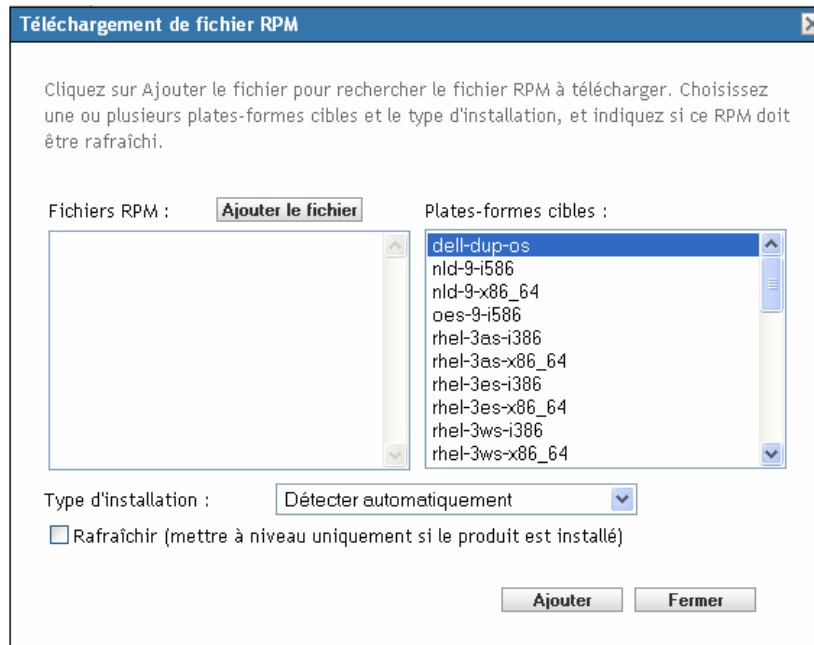 Téléchargement de fichier RPM
Cliquez sur Ajouter le fichier pour rechercher le fichier RPM à télécharger. Choisissez
une ou plusieurs plates-formes cibles et le type d'installation, et indiquez si ce RPM doit
être rafraîchi.
Fichiers RPM :
Ajouter le fichier
Plates-formes cibles :
dell-dup-os
nld-9-i586
nld-9-x86_64
oes-9-i586
rhel-3as-i386
rhel-3as-x86_64
rhel-3es-i386
rhel-3es-x86_64
rhel-3ws-i386
rhel-3ws-x86_64
Type d'installation :
Détecter automatiquement
Rafraîchir (mettre à niveau uniquement si le produit est installé)
Ajouter
Fermer